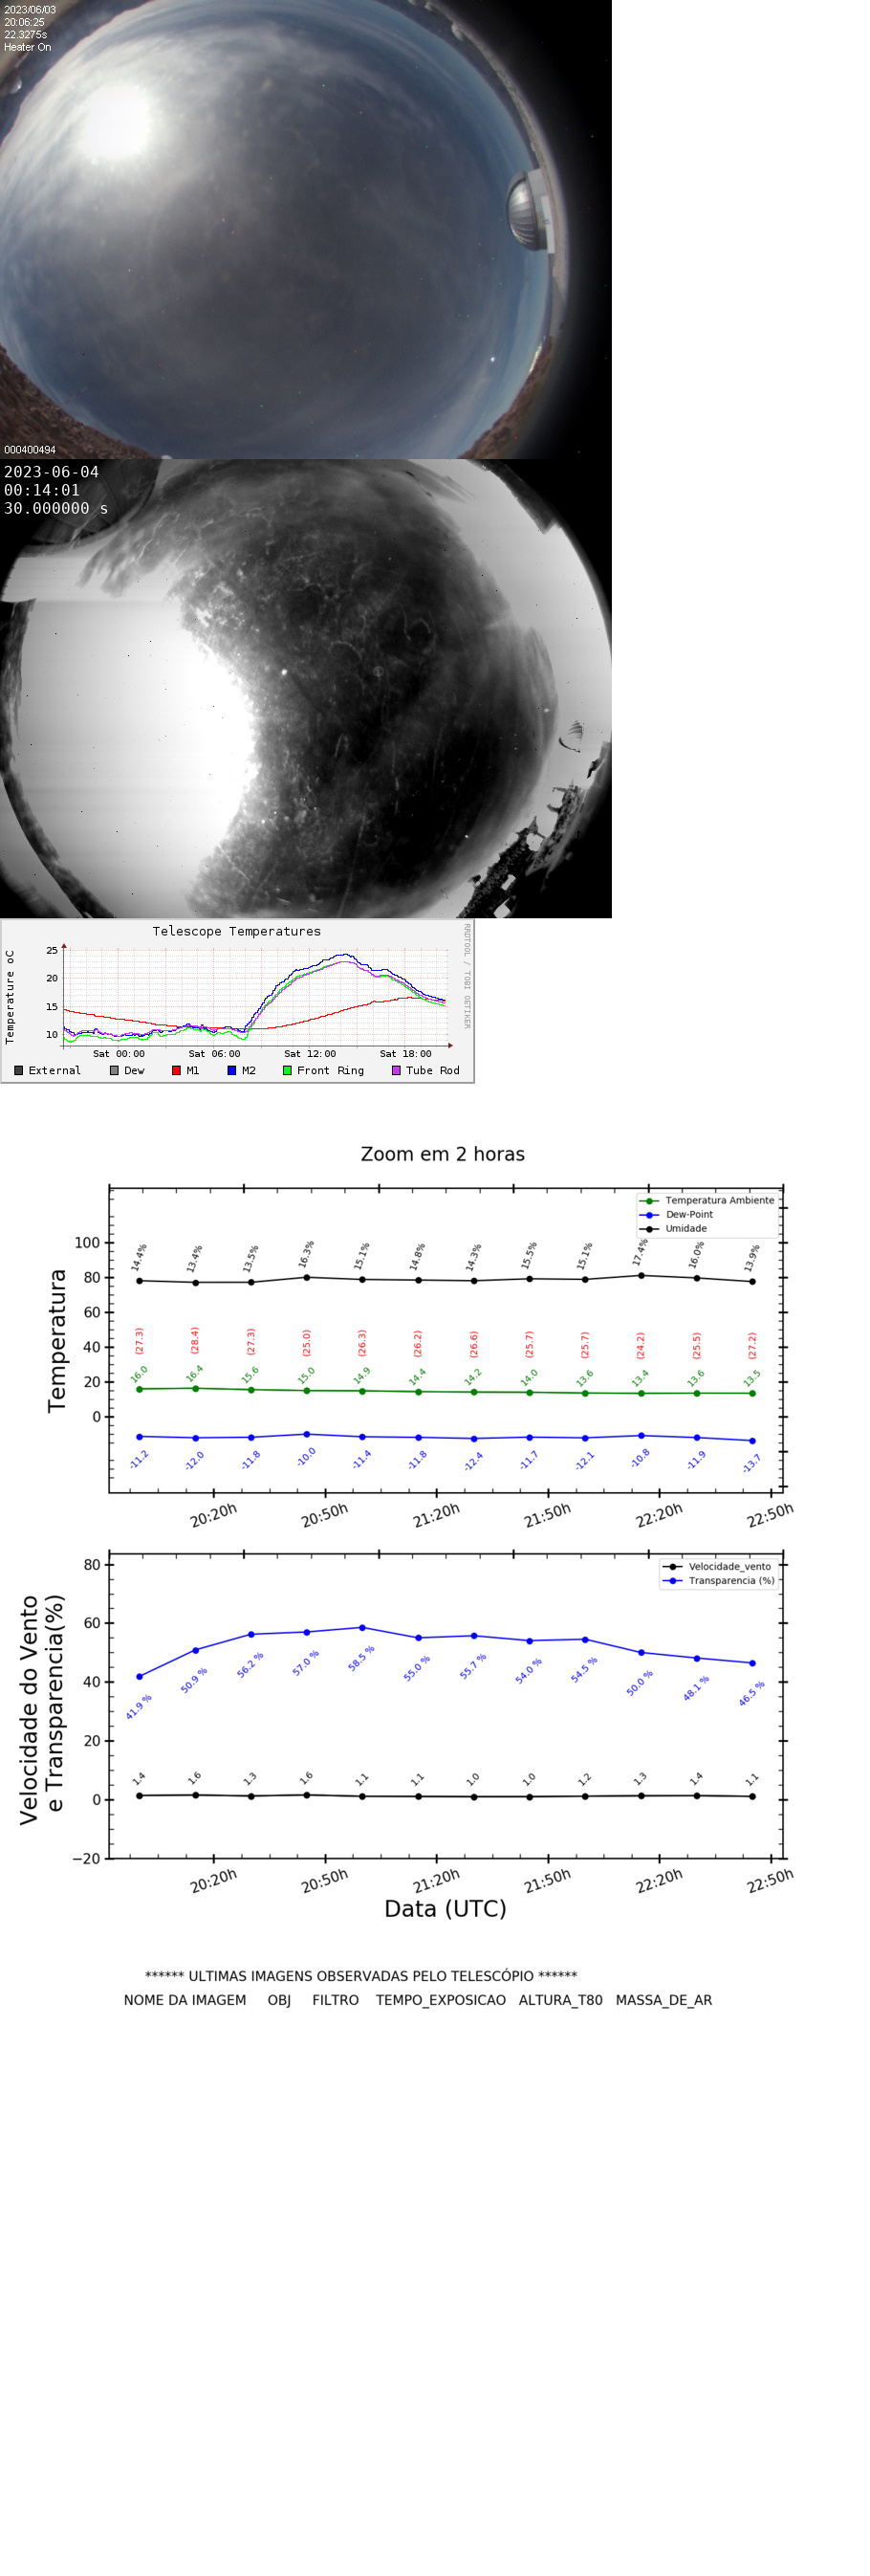 2023/06/03
20:06:25
22.3275s
Heater On
000400494
2023-06-04
00:14:01
30.000000 s
Telescope Temperatures
RRDTOOL / TOBI OETIKER
Temperature oC
25
20
15
10
Sat 00:00 Sat 06:00 Sat 12:00 Sat 18:00
External Dew M1 M2 Front Ring Tube Rod
Zoom em 2 horas
Temperatura
Temperatura Ambiente
Dew-Point
Umidade
100
80
60
40
20
0
14.4% 13.4% 13.5% 16.3% 15.1% 14.8% 14.3% 15.5% 15.1% 17.4% 16.0% 13.9%
(27.3) (28.4) (27.3) (25.0) (26.3) (26.2) (26.6) (25.7) (25.7) (24.2) (25.5) (27.2)
16.0 16.4 15.6 15.0 14.9 14.4 14.2 14.0 13.6 13.4 13.6 13.5
-11.2 -12.0 -11.8 -10.0 -11.4 -11.8 -12.4 -11.7 -12.1 -10.8 -11.9 -13.7
20:20h 20:50h 21:20h 21:50h 22:20h 22:50h
Velocidade do Vento
e Transparencia(%)
Velocidade_vento
Transparencia (%)
80
60
40
20
0
−20
41.9 % 50.9 % 56.2 % 57.0 % 58.5 % 55.0 % 55.7 % 54.0 % 54.5 % 50.0 % 48.1 % 46.5 %
1.4 1.6 1.3 1.6 1.1 1.1 1.0 1.0 1.2 1.3 1.4 1.1
20:20h 20:50h 21:20h 21:50h 22:20h 22:50h
Data (UTC)
****** ULTIMAS IMAGENS OBSERVADAS PELO TELESCÓPIO ******
NOME DA IMAGEM OBJ FILTRO TEMPO_EXPOSICAO ALTURA_T80 MASSA_DE_AR